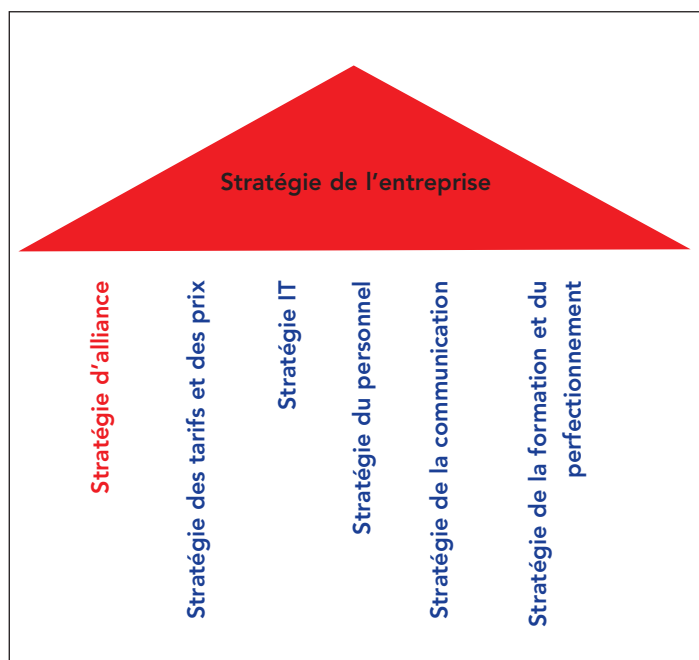 Stratégie de l’entreprise
Stratégie d’alliance
Stratégie des tarifs et des prix
Stratégie IT
Stratégie du personnel
Stratégie de la communication
Stratégie de la formation et du
perfectionnement